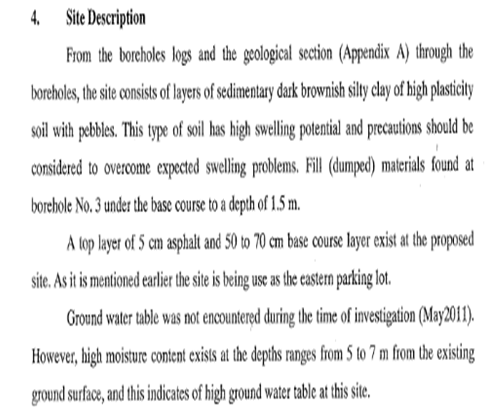 4. Site Description
From the boreholes logs and the geological section (Appendix A) through the
boreholes, the site consists of layers of sedimentary dark brownish silty clay of high plasticity
soil with pebbles. This type of soil has high swelling potential and precautions should be
considered to overcome expected swelling problems. Fill (dumped) materials found at
borehole No. 3 under the base course to a depth of 1.5 m.
A top layer of 5 cm asphalt and 50 to 70 cm base course layer exist at the proposed
site. As it is mentioned earlier the site is being use as the eastern parking lot.
Ground water table was not encountered during the time of investigation (May2011).
However, high moisture content exists at the depths ranges from 5 to 7 m from the existing
ground surface, and this indicates of high ground water table at this site.